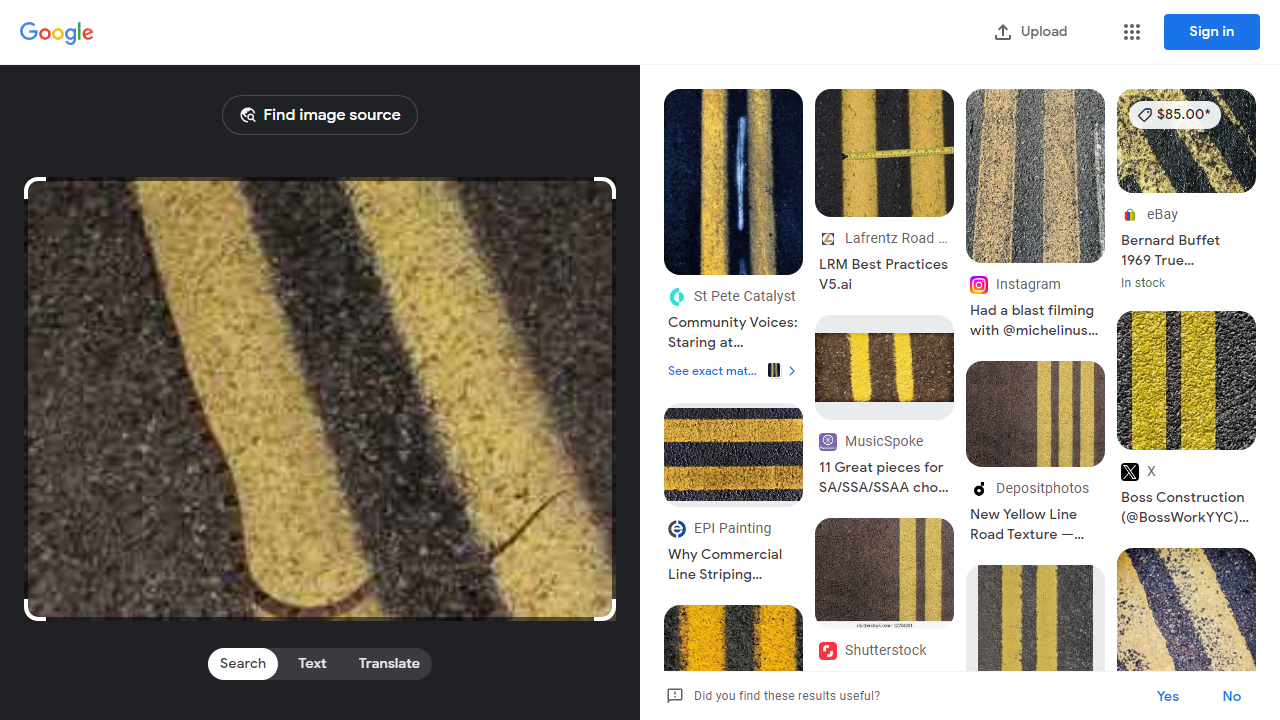 Google
Upload
Sign in
Find image source
Search
Text
Translate
St Pete Catalyst
Community Voices:
Staring at...
See exact mat...
EPI Painting
Why Commercial
Line Striping...
Lafrentz Road ...
LRM Best Practices
V5.ai
MusicSpoke
11 Great pieces for
SA/SSA/SSAA cho...
Shutterstock
Instagram
Had a blast filming
with @michelinus...
Depositphotos
New Yellow Line
Road Texture —...
$85.00*
eBay
Bernard Buffet
1969 True...
In stock
X
Boss Construction
(@BossWorkYYC)...
Did you find these results useful?
Yes
No